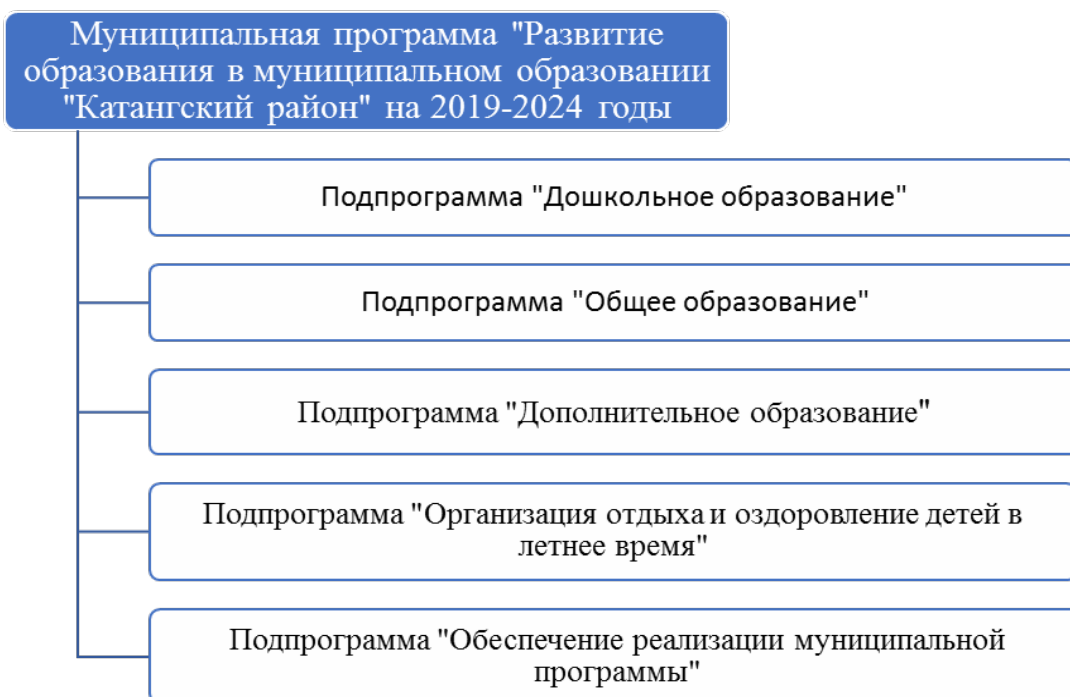 Муниципальная программа "Развитие
образования в муниципальном образовании
"Катангский район" на 2019-2024 годы
Подпрограмма "Дошкольное образование"
Подпрограмма "Общее образование"
Подпрограмма "Дополнительное образование"
Подпрограмма "Организация отдыха и оздоровление детей в
летнее время"
Подпрограмма "Обеспечение реализации муниципальной
программы"